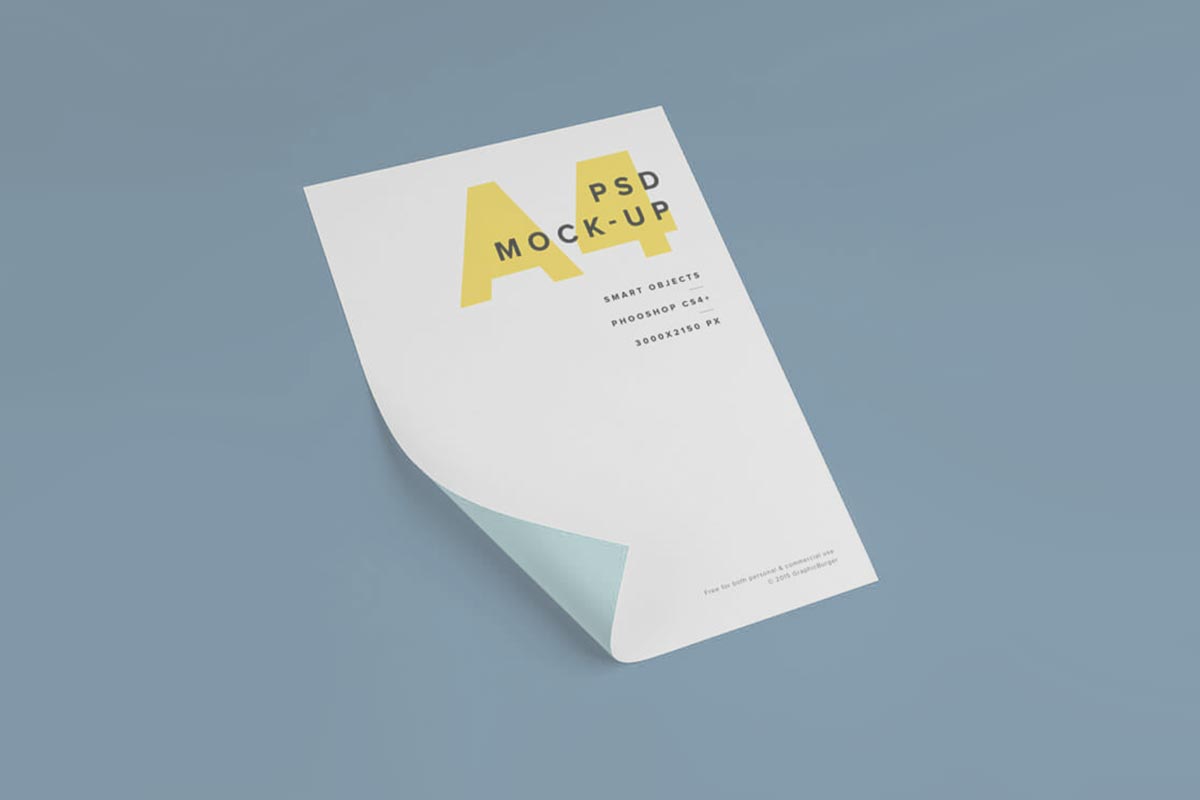 A4
PSD
MOCK-UP
SMART OBJECTS
PHOOSHOP CS4+
3000X2150 PX
Free for both personal & commercial use
© 2015 GraphicBurger